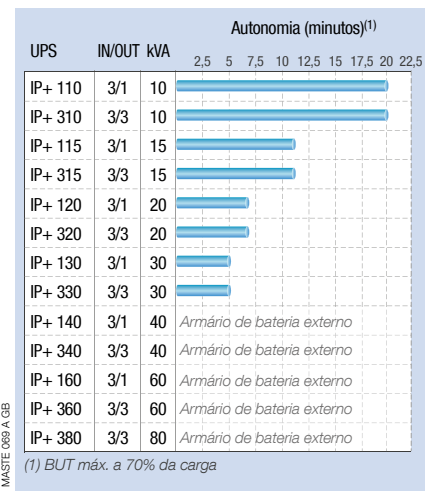 Autonomia (minutos)(1)
UPS IN/OUT kVA
2,5 5 7,5 10 12,5 15 17,5 20 22,5
IP+ 110 3/1 10
IP+ 310 3/3 10
IP+ 115 3/1 15
IP+ 315 3/3 15
IP+ 120 3/1 20
IP+ 320 3/3 20
IP+ 130 3/1 30
IP+ 330 3/3 30
IP+ 140 3/1 40 Armário de bateria externo
IP+ 340 3/3 40 Armário de bateria externo
IP+ 160 3/1 60 Armário de bateria externo
IP+ 360 3/3 60 Armário de bateria externo
IP+ 380 3/3 80 Armário de bateria externo
(1) BUT máx. a 70% da carga
MASTE 069 A GB